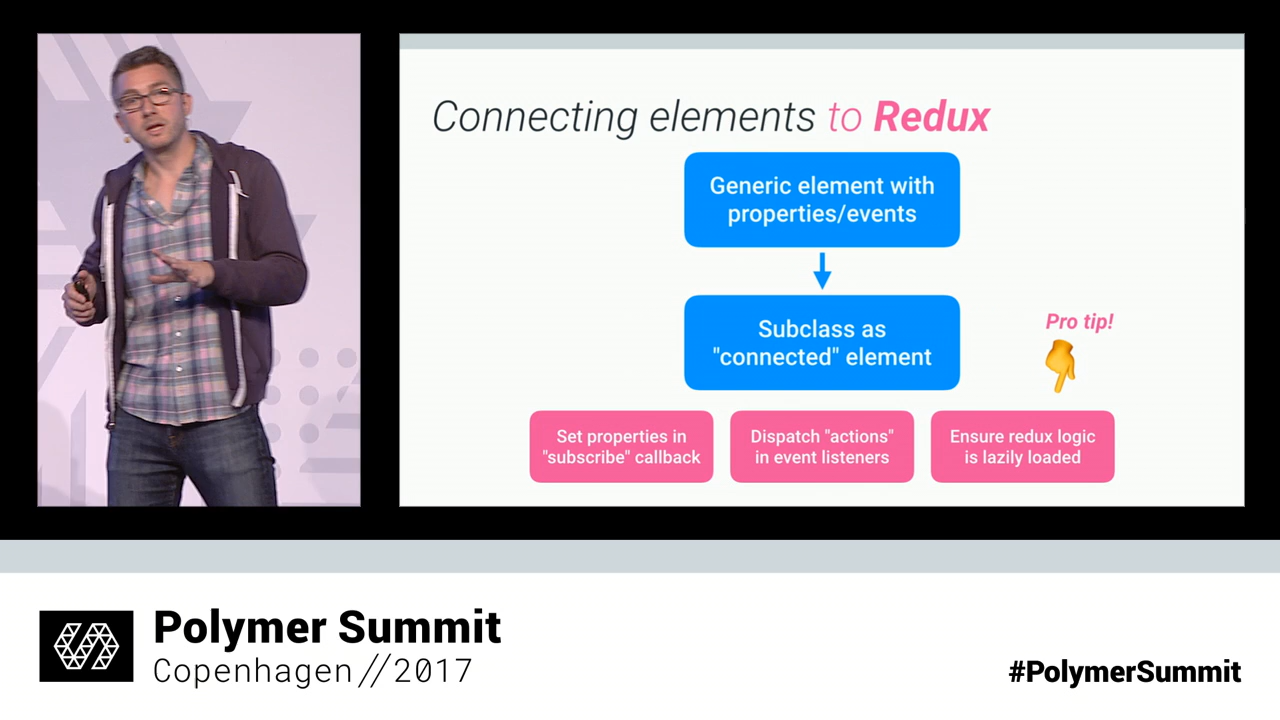 Connecting elements to Redux
Generic element with
properties/events
Subclass as
"connected" element
Pro tip!
Set properties in
"subscribe" callback
Dispatch "actions"
in event listeners
Ensure redux logic
is lazily loaded
Polymer Summit
Copenhagen//2017
#PolymerSummit